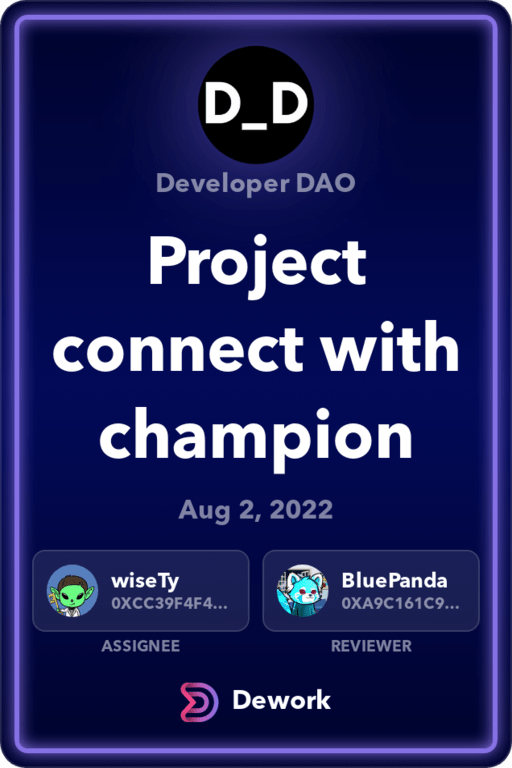 D_D
Developer DAO
Project
connect with
champion
Aug 2, 2022
wiseTy
0XCC39F4F4...
ASSIGNEE
BluePanda
0XA9C161C9...
REVIEWER
Dework